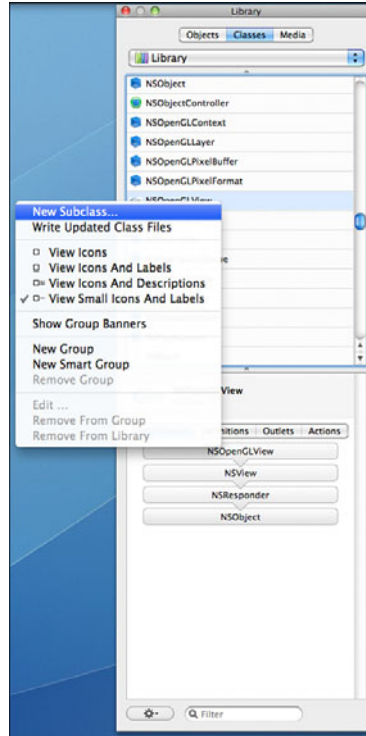 Library
Objects Classes Media
Library
NSObject
NSObjectController
NSOpenGLContext
NSOpenGLLayer
NSOpenGLPixelBuffer
NSOpenGLPixelFormat
NSOpenGLView
New Subclass...
Write Updated Class Files
View Icons
View Icons And Labels
View Icons And Descriptions
View Small Icons And Labels
Show Group Banners
New Group
New Smart Group
Remove Group
Edit ...
Remove From Group
Remove From Library
View
nitions Outlets Actions
NSOpenGLView
NSView
NSResponder
NSObject
Filter